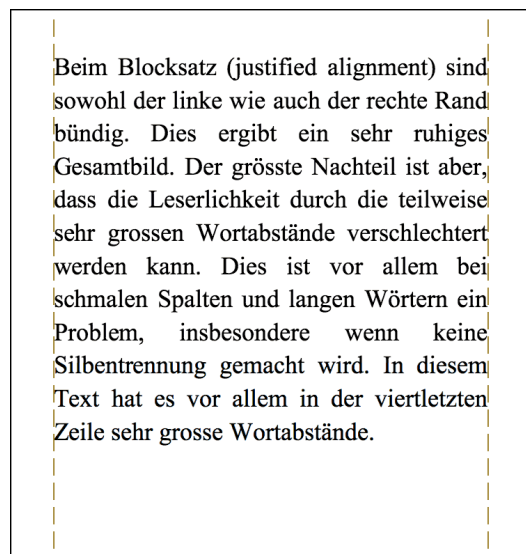 Beim Blocksatz (justified alignment) sind
sowohl der linke wie auch der rechte Rand
bündig. Dies ergibt ein sehr ruhiges
Gesamtbild. Der grösste Nachteil ist aber,
dass die Leserlichkeit durch die teilweise
sehr grossen Wortabstände verschlechtert
werden kann. Dies ist vor allem bei
schmalen Spalten und langen Wörtern ein
Problem, insbesondere wenn keine
Silbentrennung gemacht wird. In diesem
Text hat es vor allem in der viertletzten
Zeile sehr grosse Wortabstände.